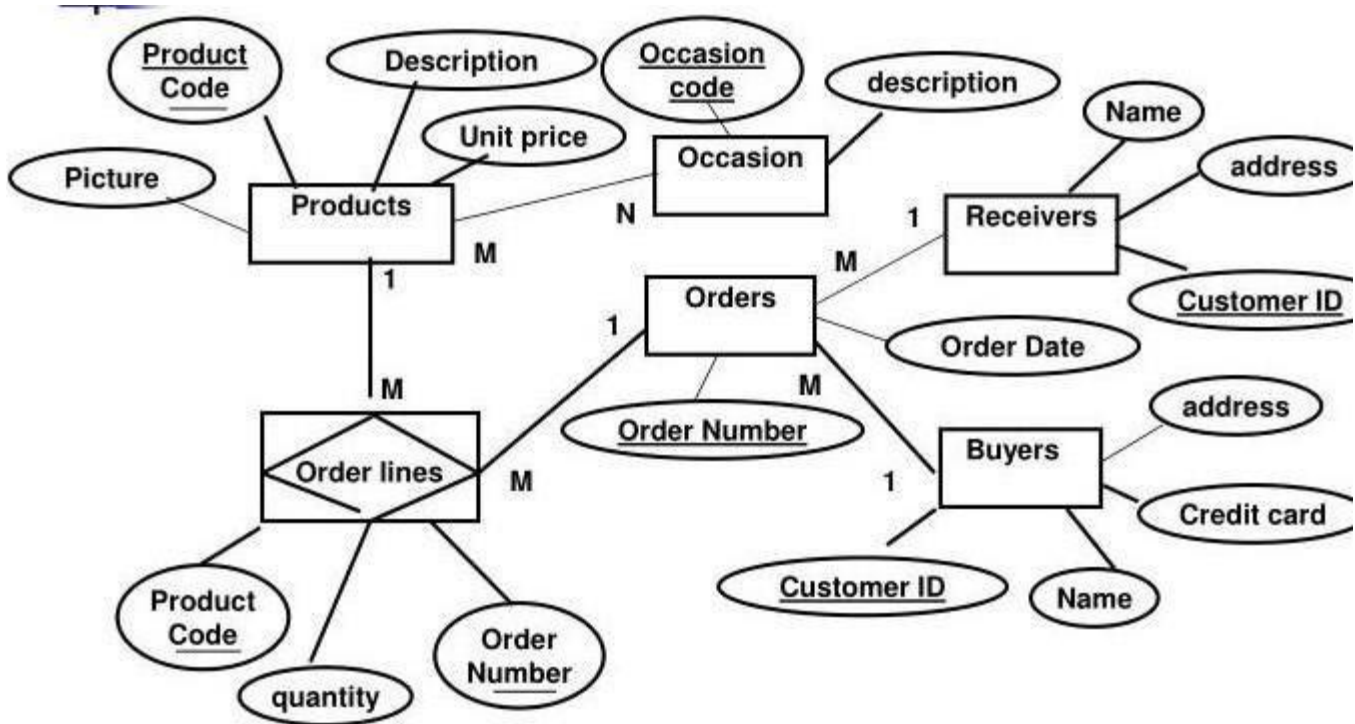 Product
Code
Description
Occasion
code
description
Name
Unit price
Occasion
address
Picture
Products
Receivers
N
1
M
M
1
Orders
Customer ID
1
Order Date
M
M
address
Order Number
Buyers
Order lines
M
1
Credit card
Customer ID
Name
Product
Code
Order
Number
quantity